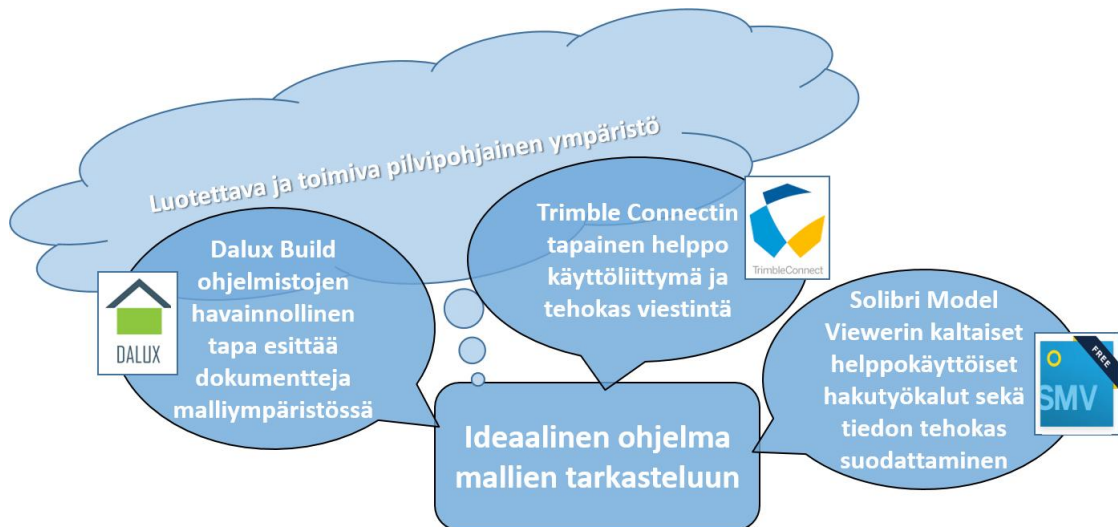 Luotettava ja toimiva pilvipohjainen ympäristö
Dalux Build
ohjelmistojen
havainnollinen
tapa esittää
dokumentteja
malliympäristössä
DALUX
Trimble Connectin
tapainen helppo
käyttöliittymä ja
tehokas viestintä
TrimbleConnect
Solibri Model
Viewerin kaltaiset
helppokäyttöiset
hakutyökalut sekä
tiedon tehokas
suodattaminen
FREE
SMV
Ideaalinen ohjelma
mallien tarkasteluun